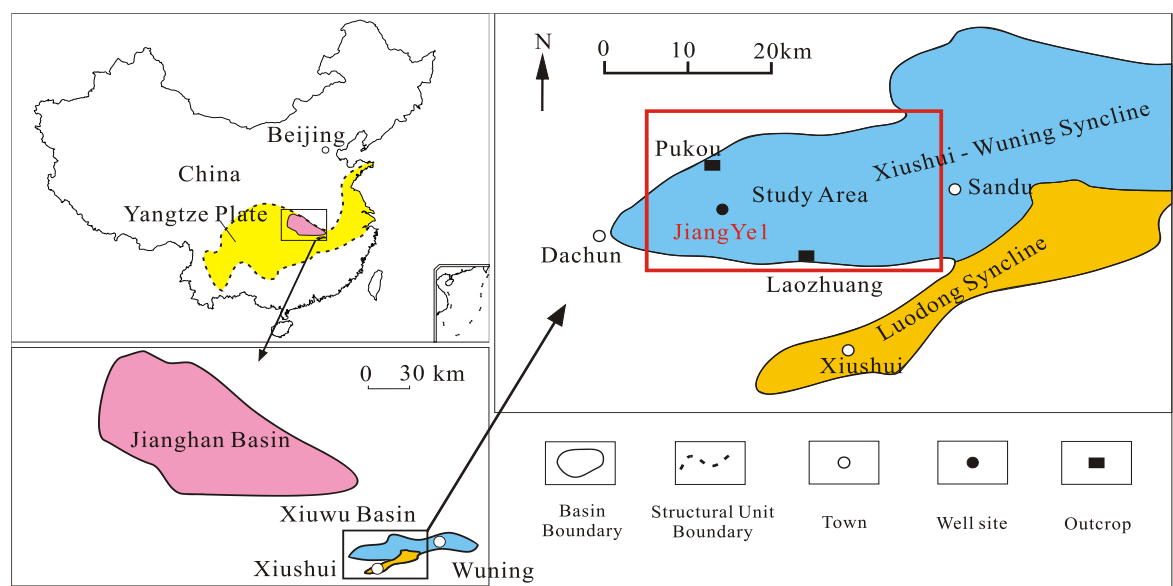 Beijing
China
Yangtze Plate
0 30 km
Jianghan Basin
Xiuwu Basin
Xiushui
Wuning
N
0 10 20km
Pukou
Study Area
JiangYe1
Dachun
Laozhuang
Xiushui - Wuning Syncline
Sandu
Luodong Syncline
Xiushui
Basin
Boundary
Structural Unit
Boundary
Town
Well site
Outcrop